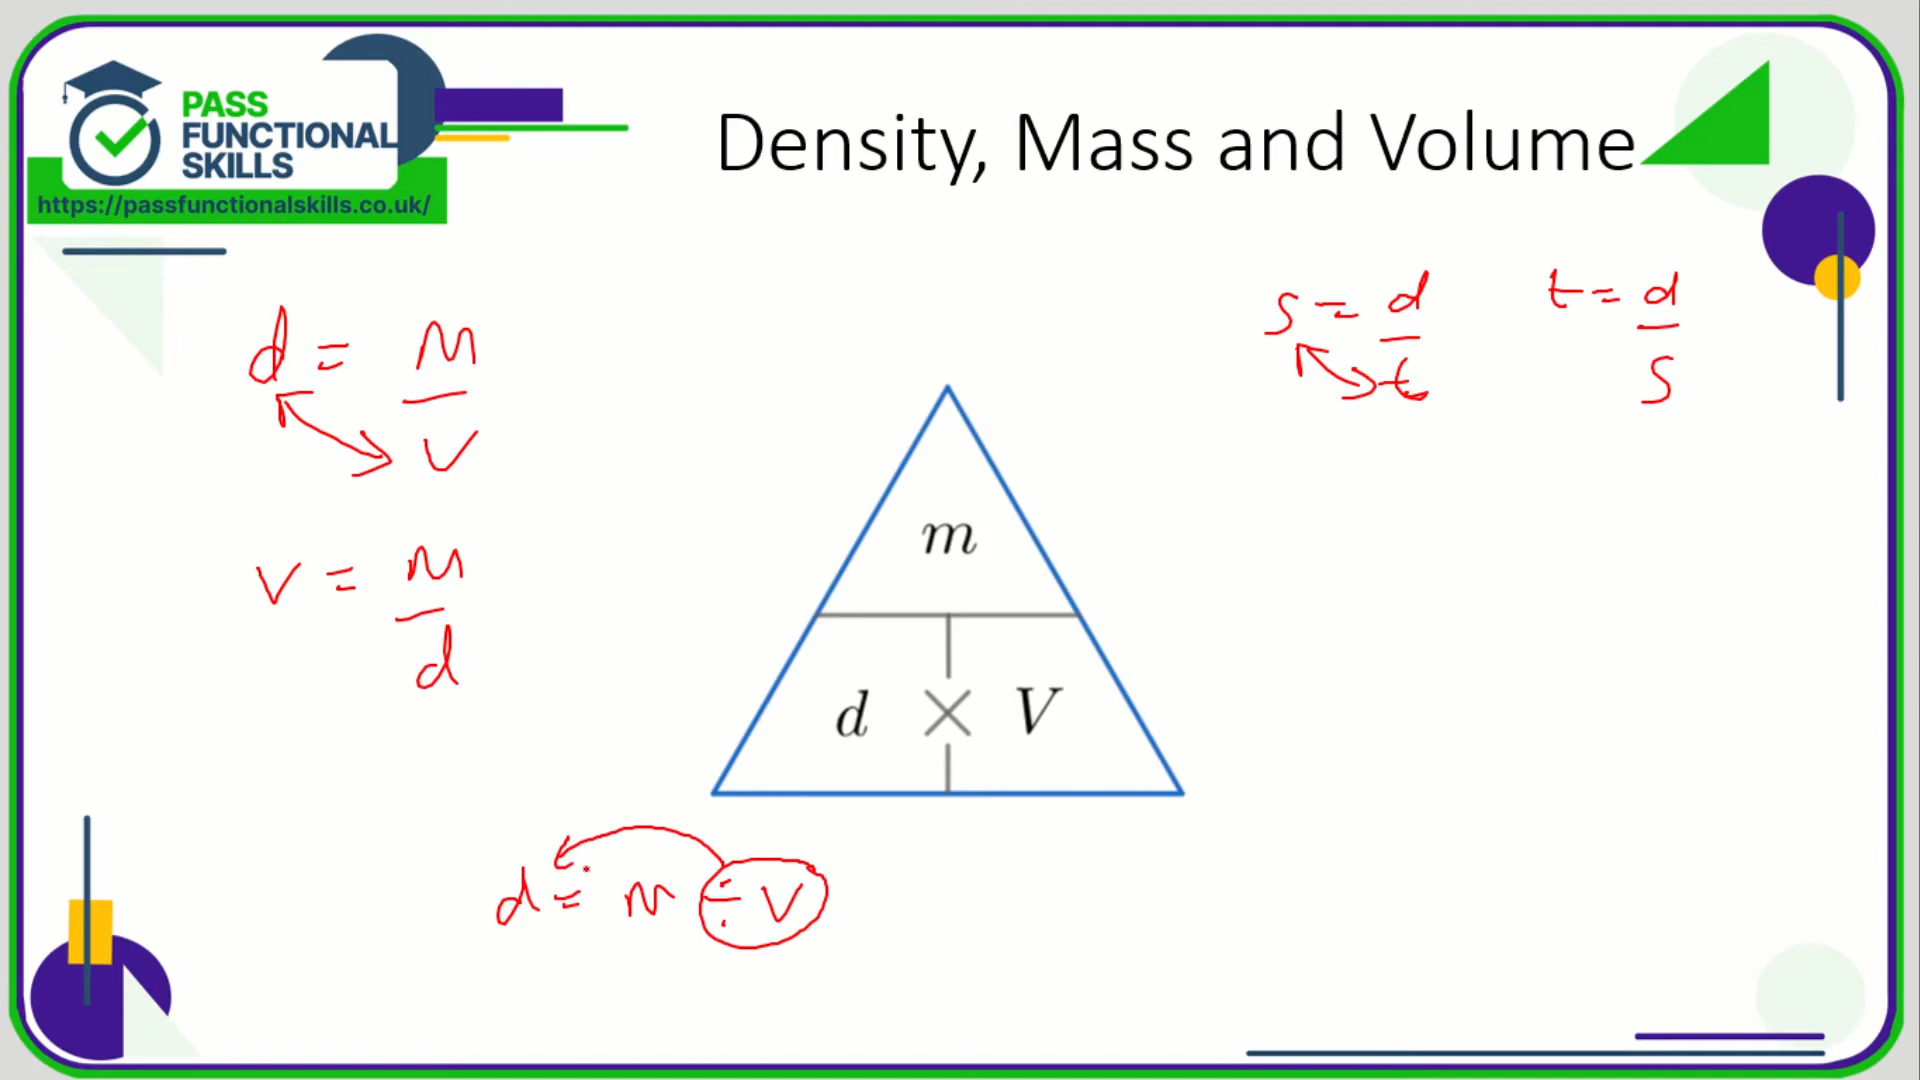 PASS
FUNCTIONAL
SKILLS
https://passfunctionalskills.co.uk/
Density, Mass and Volume
d = M/V
V = M/d
s = d/t
t = d/s
m
d × V
d = M ÷ V